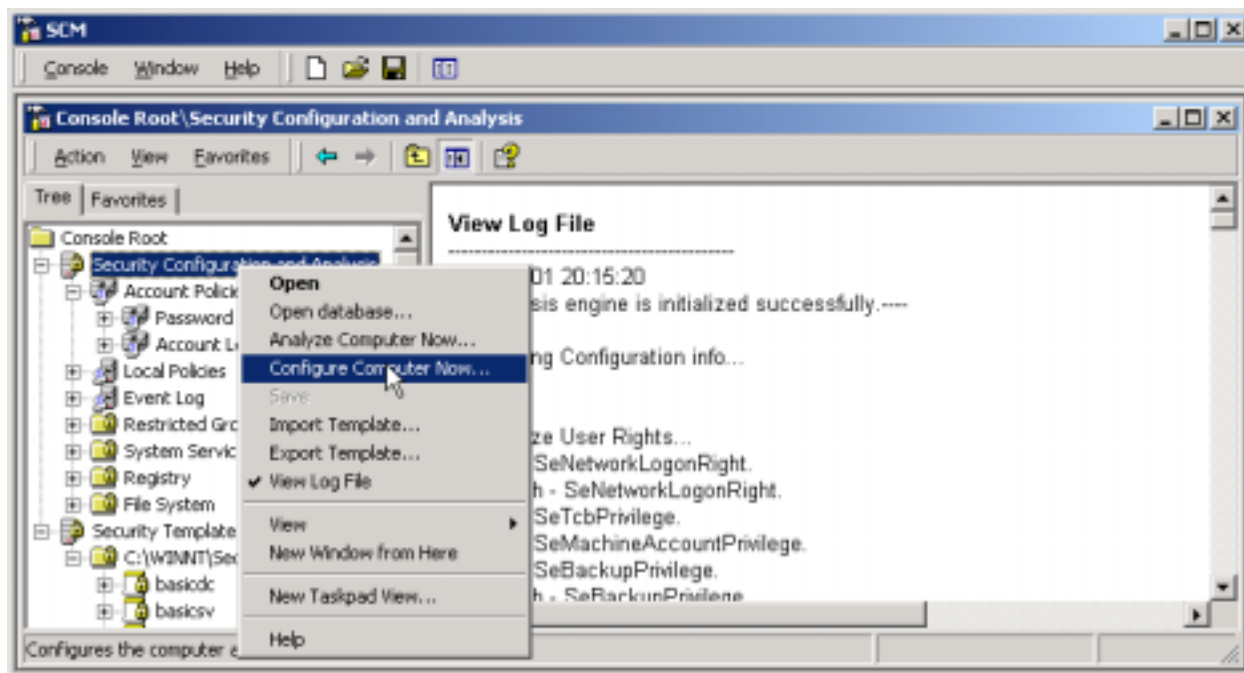 SCM
Console Window Help
Console Root\Security Configuration and Analysis
Action View Favorites
Tree Favorites
Console Root
Security Configuration and Analysis
Account Policie
Password
Account Lo
Local Policies
Event Log
Restricted Gro
System Servic
Registry
File System
Security Template
C:\WINNT\Sec
basicdc
basicsv
Configures the computer a
Open
Open database...
Analyze Computer Now...
Configure Computer Now...
Save
Import Template...
Export Template...
View Log File
View
New Window from Here
New Taskpad View...
Help
View Log File
-------------------------------------------
01 20:15:20
sis engine is initialized successfully.----
ng Configuration info...
ze User Rights...
SeNetworkLogonRight.
h - SeNetworkLogonRight.
SeTcbPrivilege.
SeMachineAccountPrivilege.
SeBackupPrivilege.
h - SeBackupPrivilege